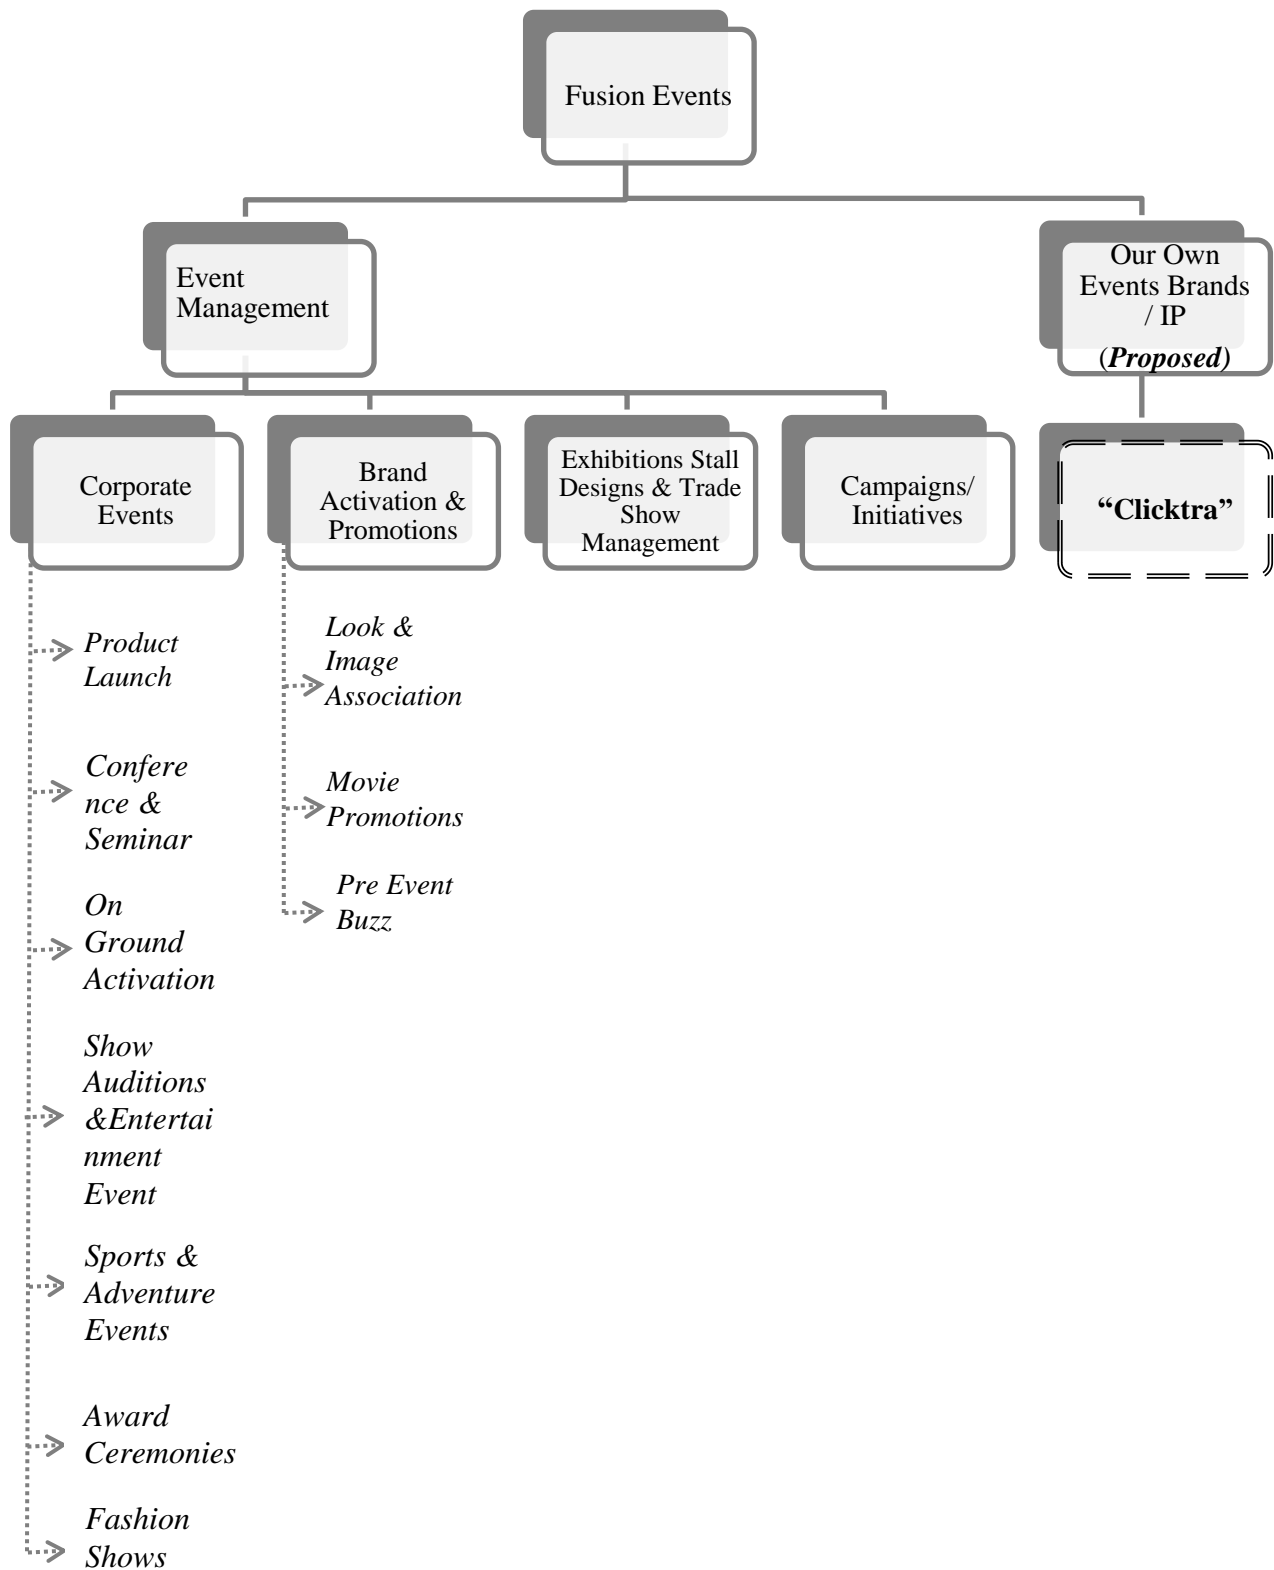 Fusion Events
Event
Management
Our Own
Events Brands
/ IP
(Proposed)
Corporate
Events
Brand
Activation &
Promotions
Exhibitions Stall
Designs & Trade
Show
Management
Campaigns/
Initiatives
“Clicktra”
Product
Launch
Confere
nce &
Seminar
On
Ground
Activation
Show
Auditions
&Entertai
nment
Event
Sports &
Adventure
Events
Award
Ceremonies
Fashion
Shows
Look &
Image
Association
Movie
Promotions
Pre Event
Buzz